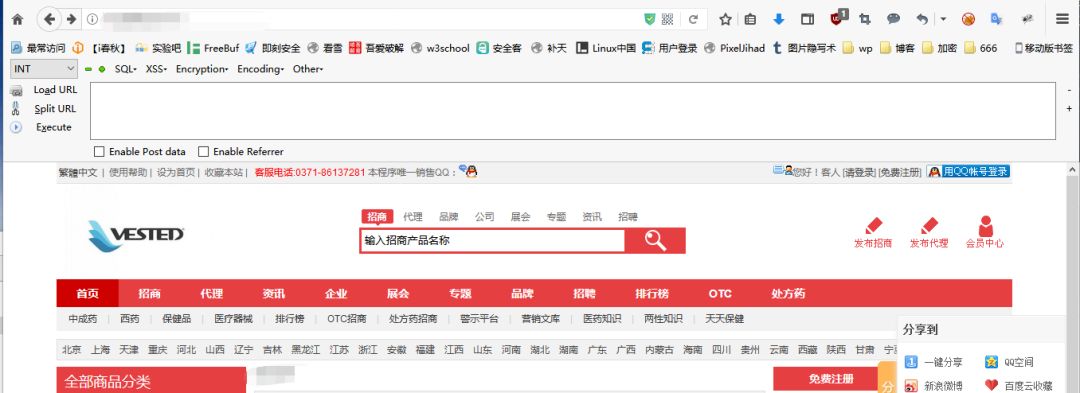 1
最常访问 【i春秋】 实验吧 FreeBuf 即刻安全 看雪 吾爱破解 w3school 安全客 补天 Linux中国 用户登录 PixelJihad 图片隐写术 wp 博客 加密 666 移动版书签
INT SQL XSS Encryption Encoding Other
Load URL
Split URL
Execute
-
+
Enable Post data Enable Referrer
繁體中文 | 使用帮助 | 设为首页 | 收藏本站 | 客服电话:0371-86137281 本程序唯一销售QQ： 您好！客人 [请登录] [免费注册] 用QQ帐号登录
招商 代理 品牌 公司 展会 专题 资讯 招聘
VESTED
输入招商产品名称
发布招商 发布代理 会员中心
首页 招商 代理 资讯 企业 展会 专题 品牌 招聘 排行榜 OTC 处方药
中成药 | 西药 | 保健品 | 医疗器械 | 排行榜 | OTC招商 | 处方药招商 | 警示平台 | 营销文库 | 医药知识 | 两性知识 | 天天保健
北京 上海 天津 重庆 河北 山西 辽宁 吉林 黑龙江 江苏 浙江 安徽 福建 江西 山东 河南 湖北 湖南 广东 广西 内蒙古 海南 四川 贵州 云南 西藏 陕西 甘肃
全部商品分类
免费注册
分享到
一键分享 QQ空间
新浪微博 百度云收藏
分